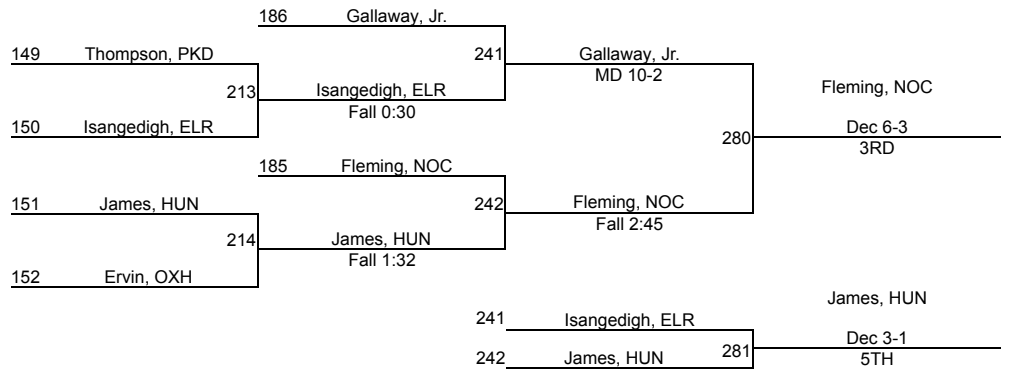 186 Gallaway, Jr.
149 Thompson, PKD
241 Gallaway, Jr.
MD 10-2
213 Isangedigh, ELR
Fall 0:30
Fleming, NOC
150 Isangedigh, ELR
280 Dec 6-3
3RD
185 Fleming, NOC
151 James, HUN
242 Fleming, NOC
Fall 2:45
214 James, HUN
Fall 1:32
152 Ervin, OXH
James, HUN
241 Isangedigh, ELR
281 Dec 3-1
5TH
242 James, HUN